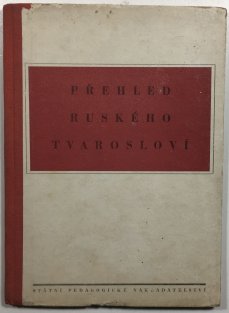 PŘEHLED
RUSKÉHO
TVAROSLOVÍ
STÁTNÍ PEDAGOGICKÉ NAKLADATELSTVÍ